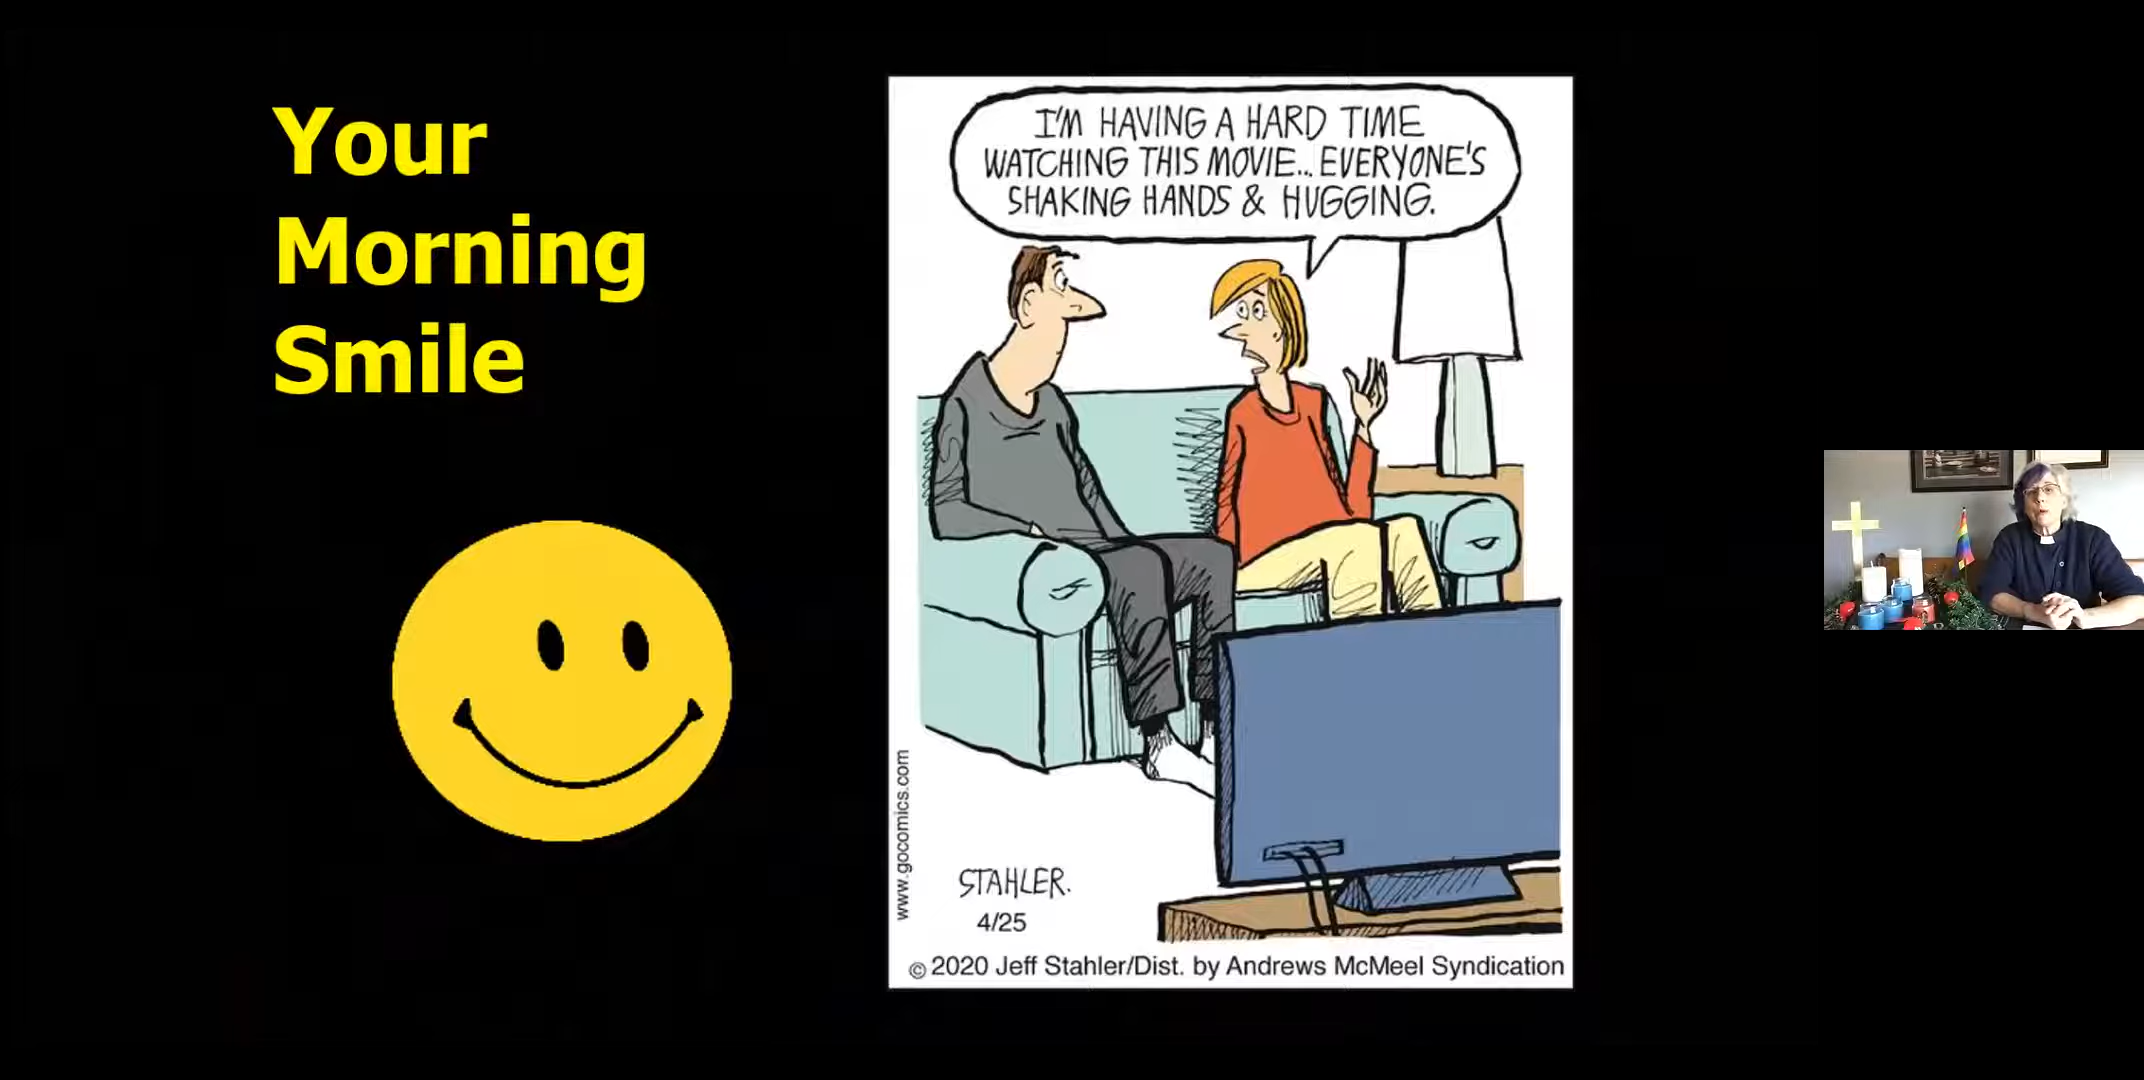 Your
Morning
Smile
I'M HAVING A HARD TIME
WATCHING THIS MOVIE... EVERYONE'S
SHAKING HANDS & HUGGING.
www.gocomics.com
STAHLER.
4/25
© 2020 Jeff Stahler/Dist. by Andrews McMeel Syndication